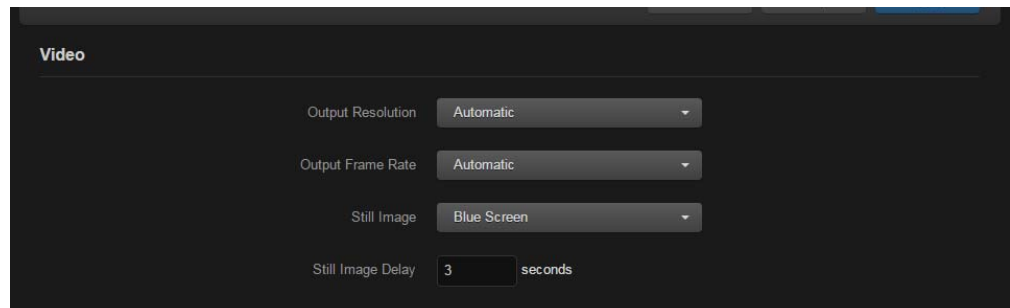 Video
Output Resolution Automatic
Output Frame Rate Automatic
Still Image Blue Screen
Still Image Delay 3 seconds